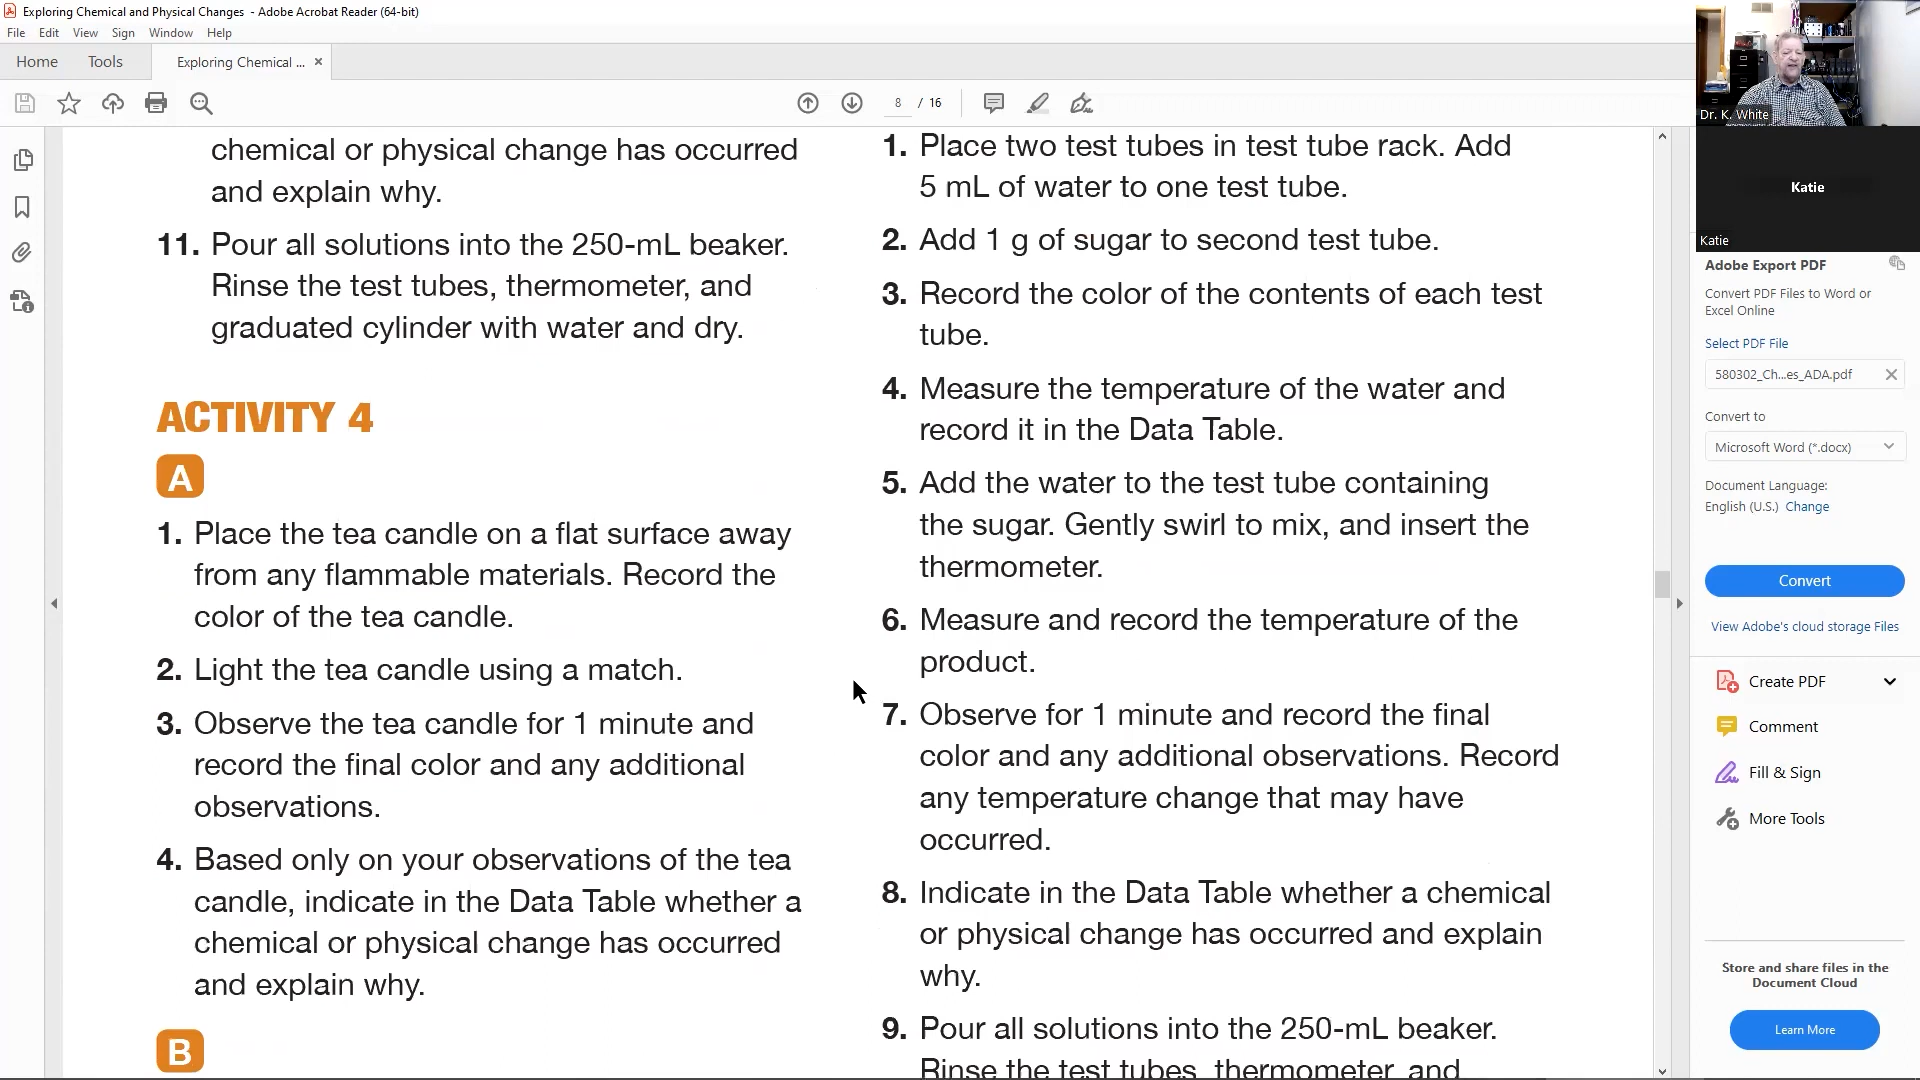 Exploring Chemical and Physical Changes - Adobe Acrobat Reader (64-bit)
File Edit View Sign Window Help
Home Tools Exploring Chemical ... ×
8 / 16
chemical or physical change has occurred
and explain why.
11. Pour all solutions into the 250-mL beaker.
Rinse the test tubes, thermometer, and
graduated cylinder with water and dry.
ACTIVITY 4
A
1. Place the tea candle on a flat surface away
from any flammable materials. Record the
color of the tea candle.
2. Light the tea candle using a match.
3. Observe the tea candle for 1 minute and
record the final color and any additional
observations.
4. Based only on your observations of the tea
candle, indicate in the Data Table whether a
chemical or physical change has occurred
and explain why.
B
1. Place two test tubes in test tube rack. Add
5 mL of water to one test tube.
2. Add 1 g of sugar to second test tube.
3. Record the color of the contents of each test
tube.
4. Measure the temperature of the water and
record it in the Data Table.
5. Add the water to the test tube containing
the sugar. Gently swirl to mix, and insert the
thermometer.
6. Measure and record the temperature of the
product.
7. Observe for 1 minute and record the final
color and any additional observations. Record
any temperature change that may have
occurred.
8. Indicate in the Data Table whether a chemical
or physical change has occurred and explain
why.
9. Pour all solutions into the 250-mL beaker.
Rinse the test tubes, thermometer, and
Dr. K. White
Katie
Katie
Adobe Export PDF
Convert PDF Files to Word or
Excel Online
Select PDF File
580302_Ch...es_ADA.pdf
Convert to
Microsoft Word (*.docx)
Document Language:
English (U.S.) Change
Convert
View Adobe's cloud storage Files
Create PDF
Comment
Fill & Sign
More Tools
Store and share files in the
Document Cloud
Learn More